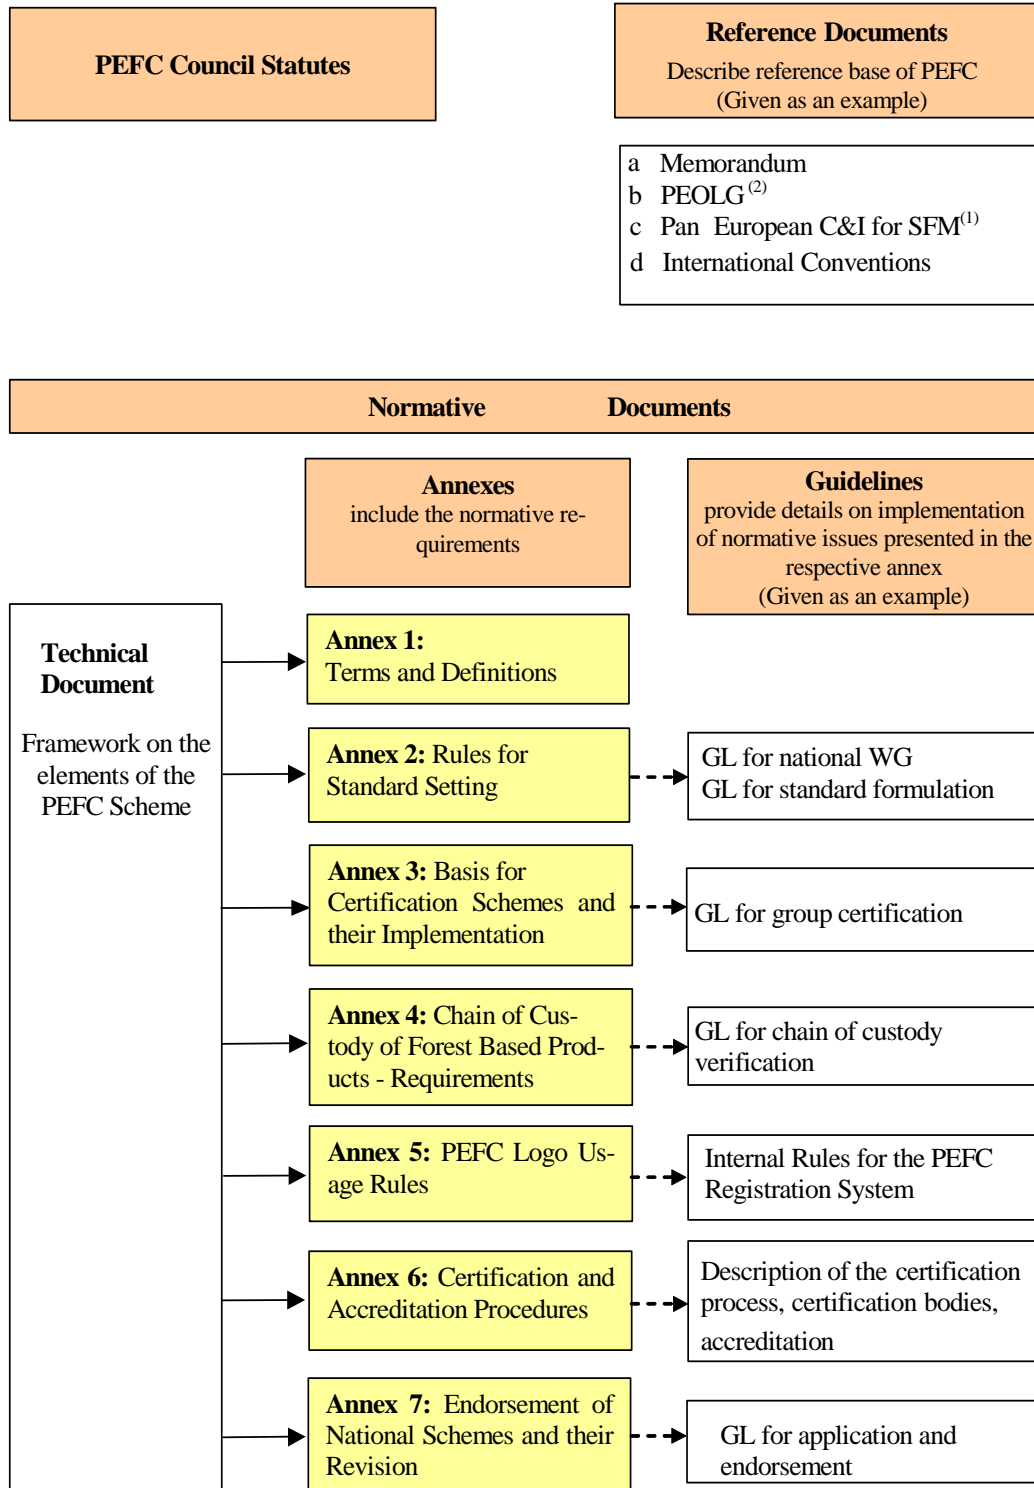 PEFC Council Statutes
Reference Documents
Describe reference base of PEFC
(Given as an example)
a Memorandum
b PEOLG (2)
c Pan European C&I for SFM(1)
d International Conventions
Normative Documents
Annexes
include the normative re-
quirements
Guidelines
provide details on implementation
of normative issues presented in the
respective annex
(Given as an example)
Technical
Document
Framework on the
elements of the
PEFC Scheme
Annex 1:
Terms and Definitions
Annex 2: Rules for
Standard Setting
GL for national WG
GL for standard formulation
Annex 3: Basis for
Certification Schemes and
their Implementation
GL for group certification
Annex 4: Chain of Cus-
tody of Forest Based Prod-
ucts - Requirements
GL for chain of custody
verification
Annex 5: PEFC Logo Us-
age Rules
Internal Rules for the PEFC
Registration System
Annex 6: Certification and
Accreditation Procedures
Description of the certification
process, certification bodies,
accreditation
Annex 7: Endorsement of
National Schemes and their
Revision
GL for application and
endorsement